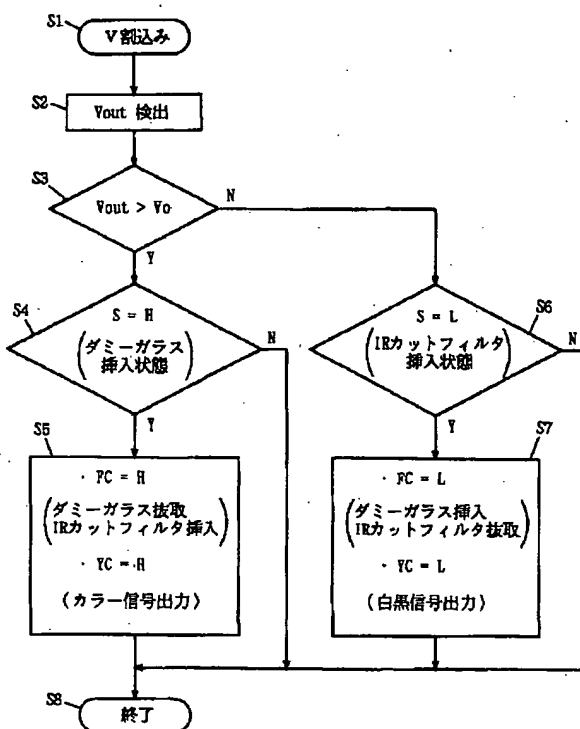 S1
V割込み
S2
Vout 検出
S3
Vout > Vo
N
Y
S4
S = H
(ダミーガラス
挿入状態)
N
Y
S6
S = L
(IRカットフィルタ
挿入状態)
N
Y
S5
・ FC = H
(ダミーガラス抜取
IRカットフィルタ挿入)
・ YC = H
(カラー信号出力)
S7
・ FC = L
(ダミーガラス挿入
IRカットフィルタ抜取)
・ YC = L
(白黒信号出力)
S8
終了